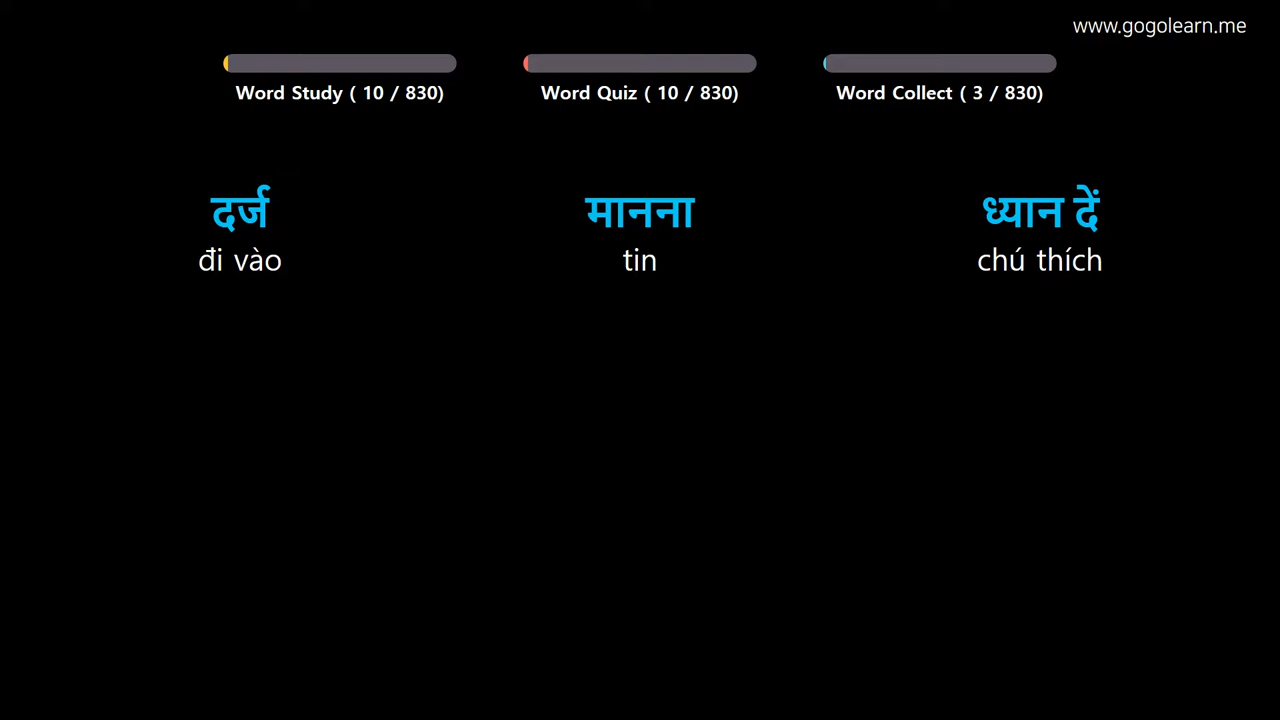 www.gogolearn.me
Word Study ( 10 / 830)
Word Quiz ( 10 / 830)
Word Collect ( 3 / 830)
दर्ज
đi vào
मानना
tin
ध्यान दें
chú thích